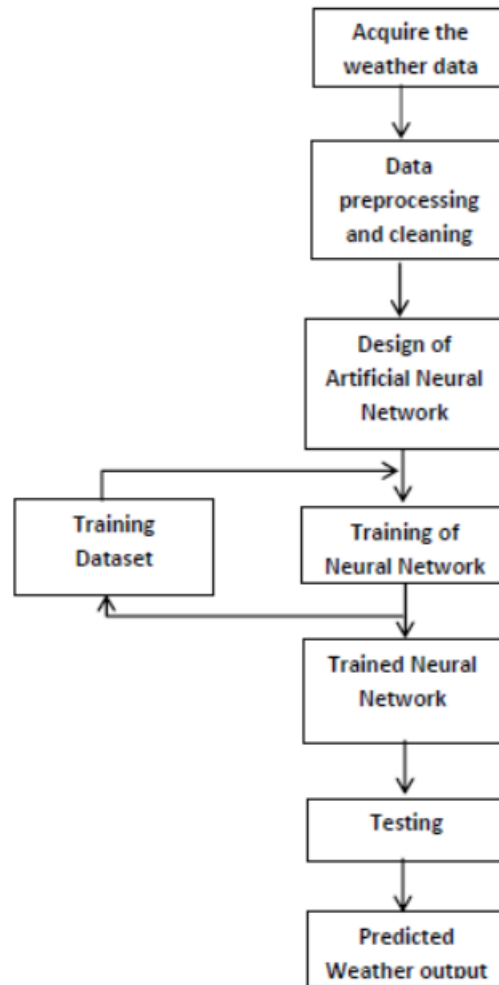 Acquire the
weather data
Data
preprocessing
and cleaning
Design of
Artificial Neural
Network
Training
Dataset
Training of
Neural Network
Trained Neural
Network
Testing
Predicted
Weather output